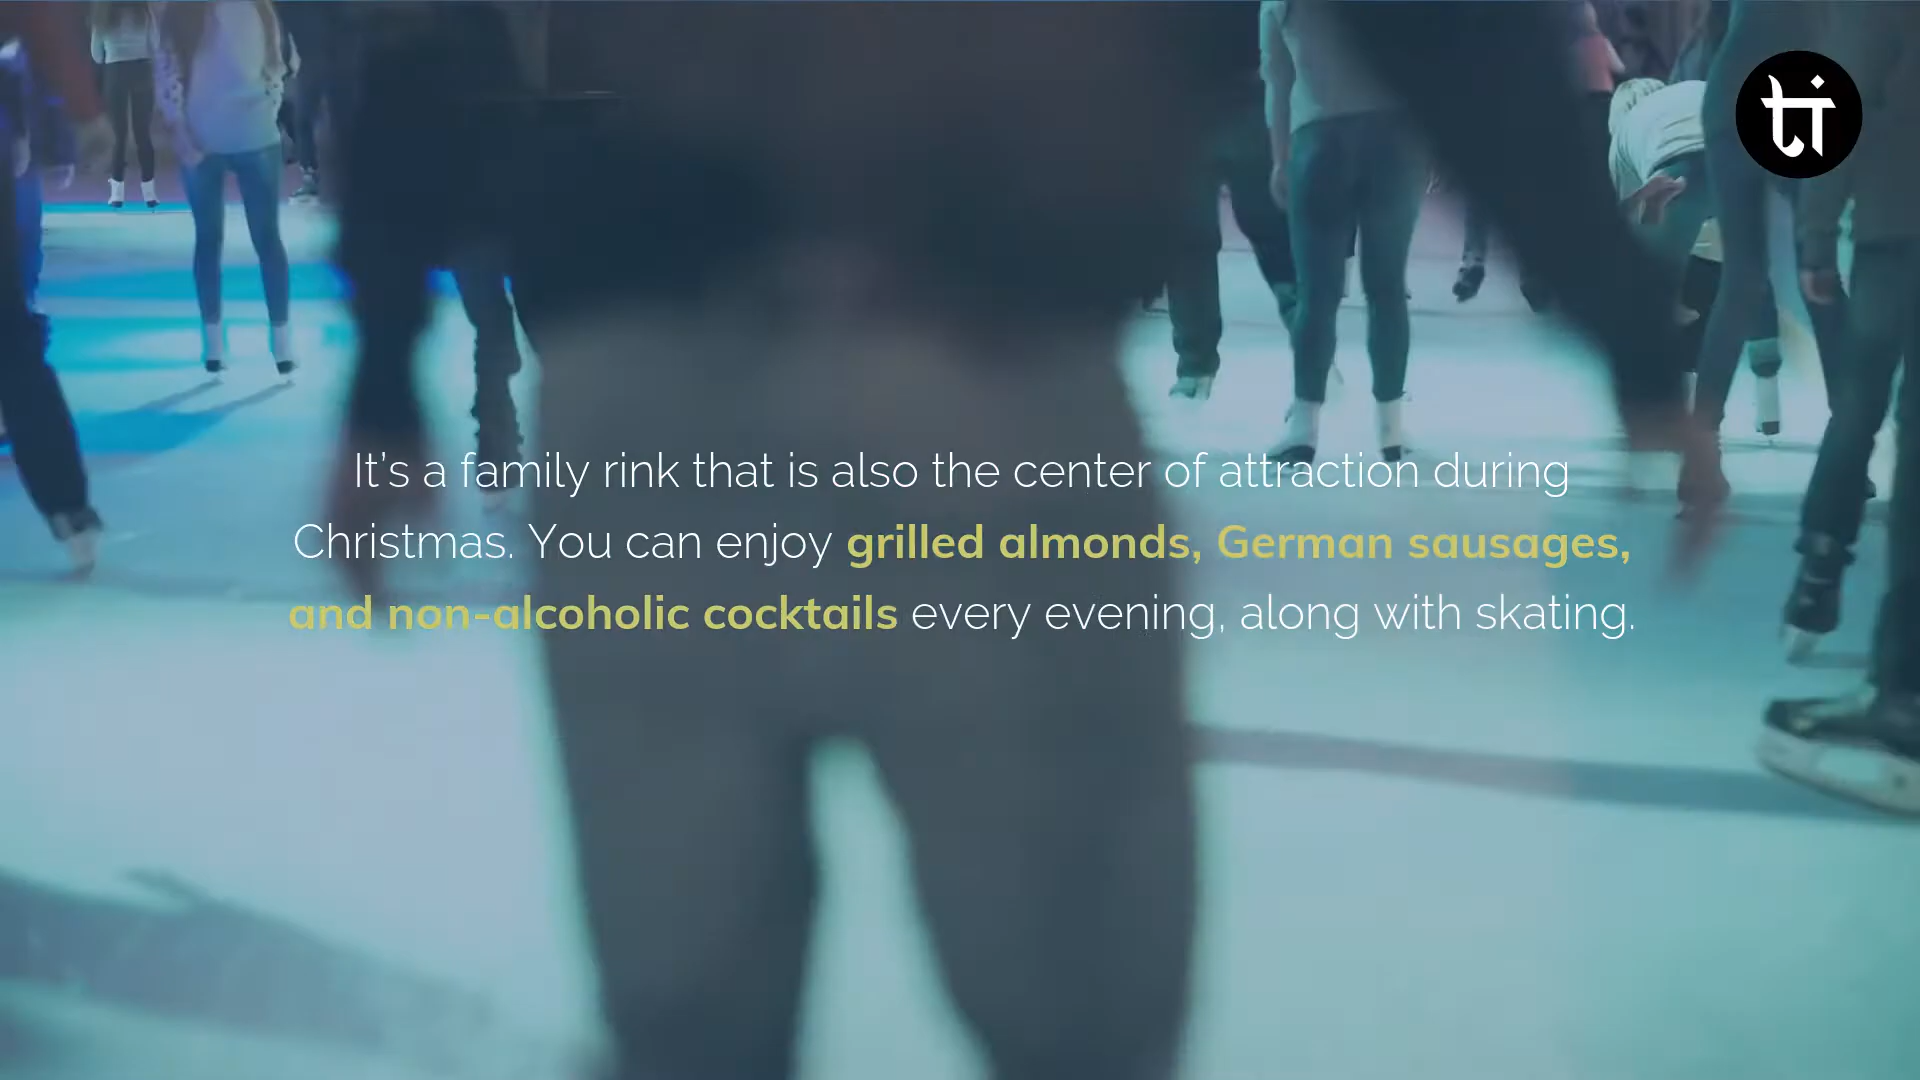 ti
It’s a family rink that is also the center of attraction during
Christmas. You can enjoy grilled almonds, German sausages,
and non-alcoholic cocktails every evening, along with skating.